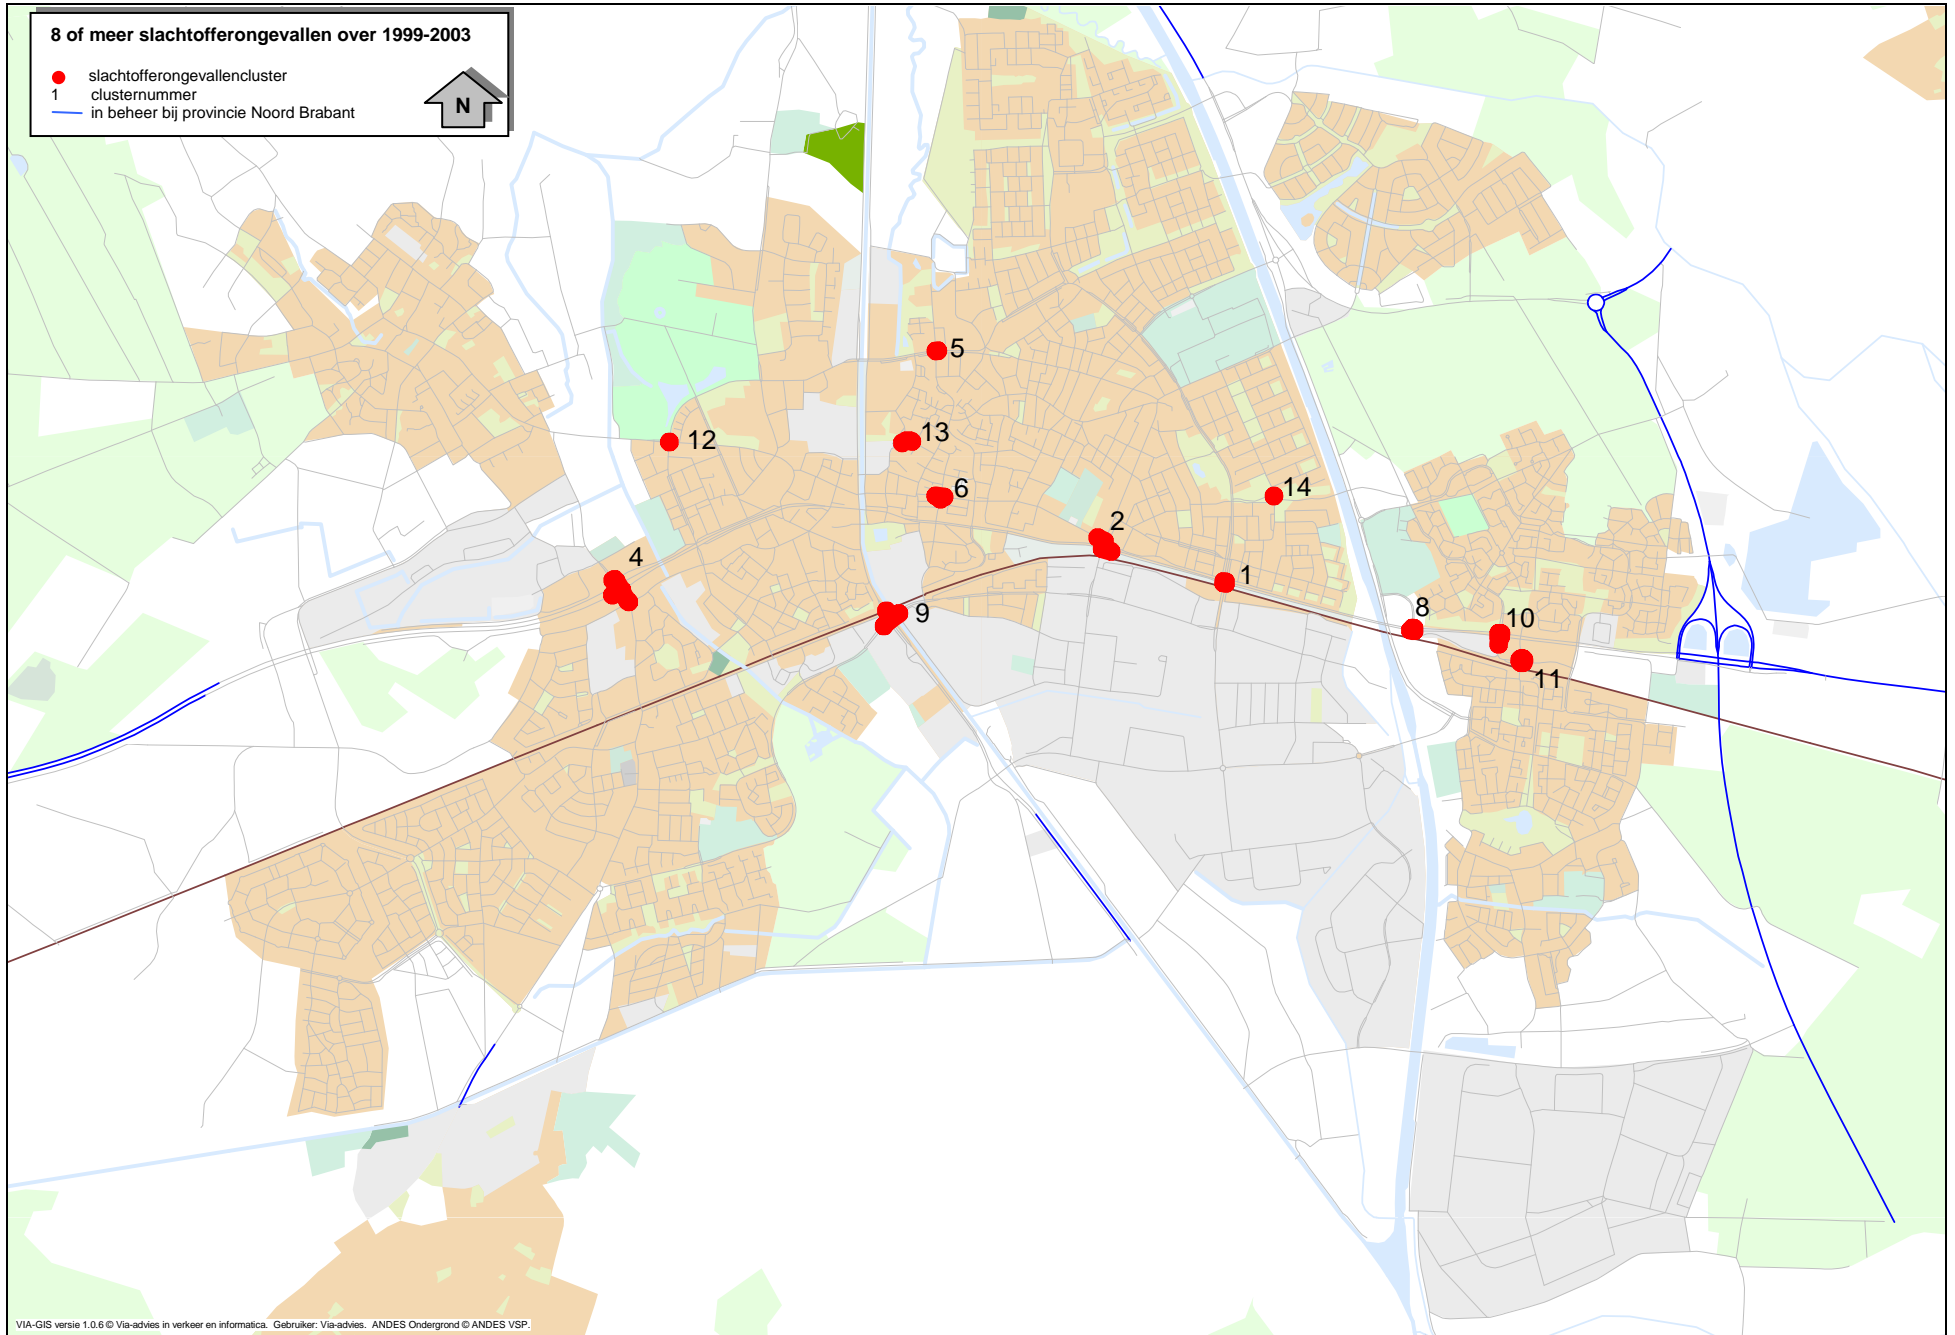 8 of meer slachtofferongevallen over 1999-2003
slachtofferongevallencluster
1 clusternummer
in beheer bij provincie Noord Brabant
N
5
12
13
6
14
2
4
1
8
9
10
11
VIA-GIS versie 1.0.6 © Via-advies in verkeer en informatica. Gebruiker: Via-advies. ANDES Ondergrond © ANDES VSP.